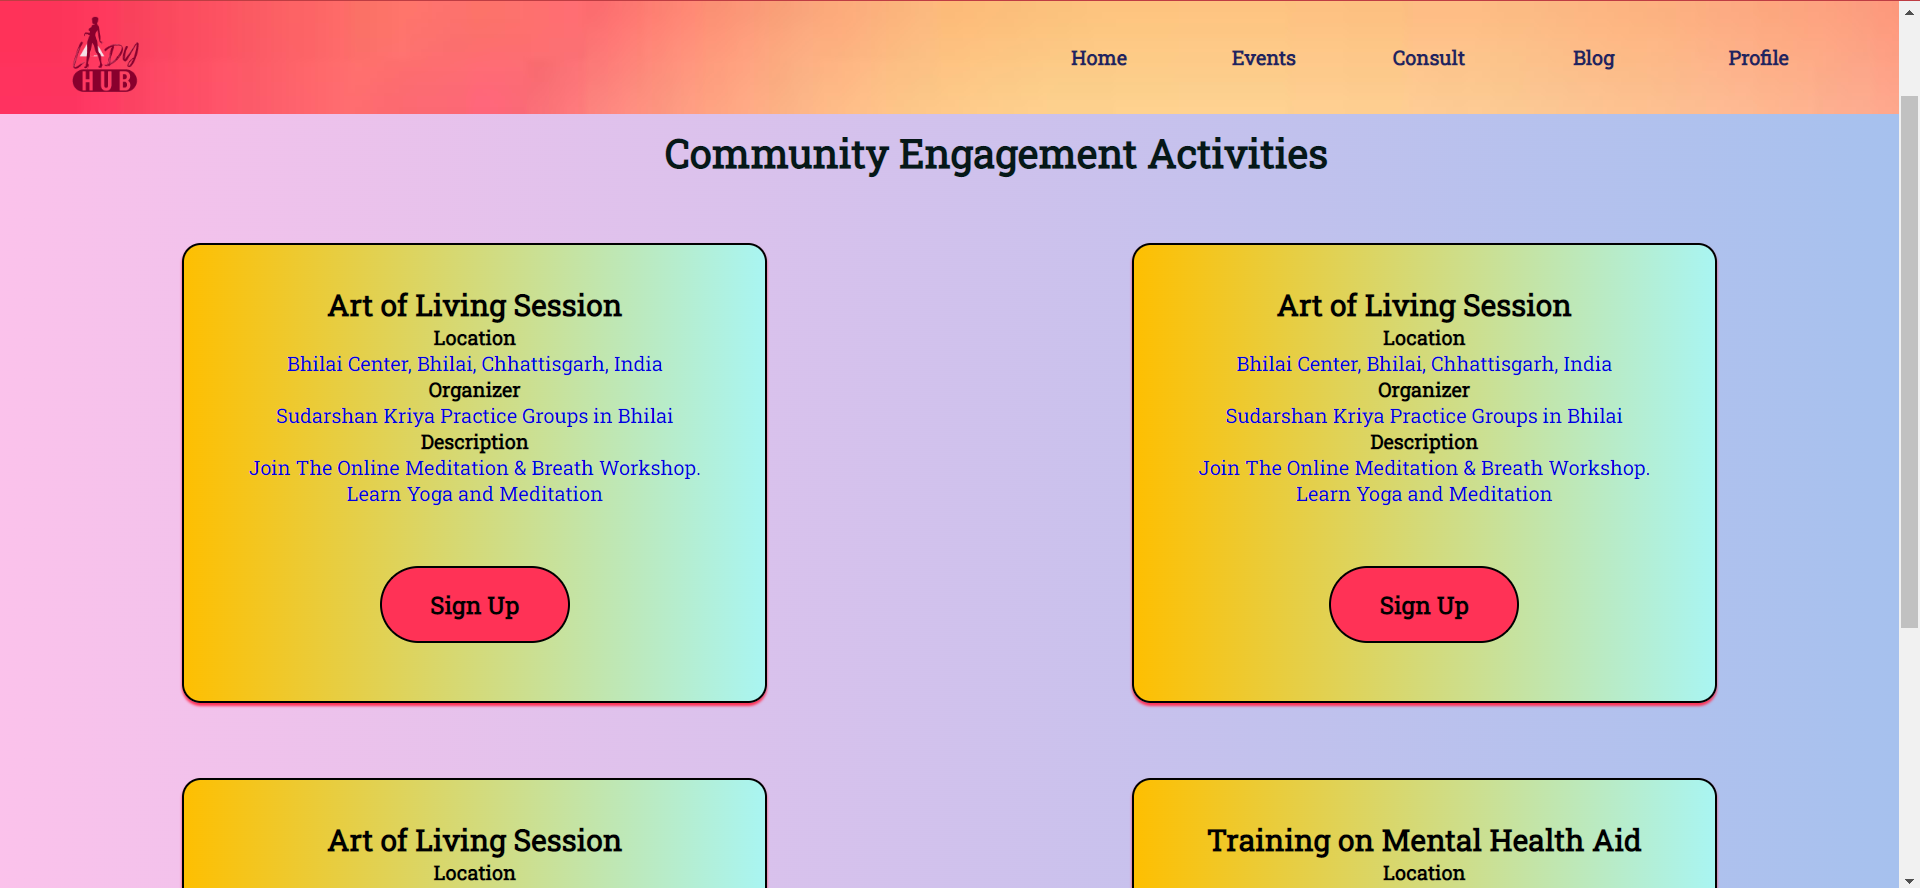 LADY
HUB
Home
Events
Consult
Blog
Profile
Community Engagement Activities
Art of Living Session
Location
Bhilai Center, Bhilai, Chhattisgarh, India
Organizer
Sudarshan Kriya Practice Groups in Bhilai
Description
Join The Online Meditation & Breath Workshop.
Learn Yoga and Meditation
Sign Up
Art of Living Session
Location
Bhilai Center, Bhilai, Chhattisgarh, India
Organizer
Sudarshan Kriya Practice Groups in Bhilai
Description
Join The Online Meditation & Breath Workshop.
Learn Yoga and Meditation
Sign Up
Art of Living Session
Location
Training on Mental Health Aid
Location